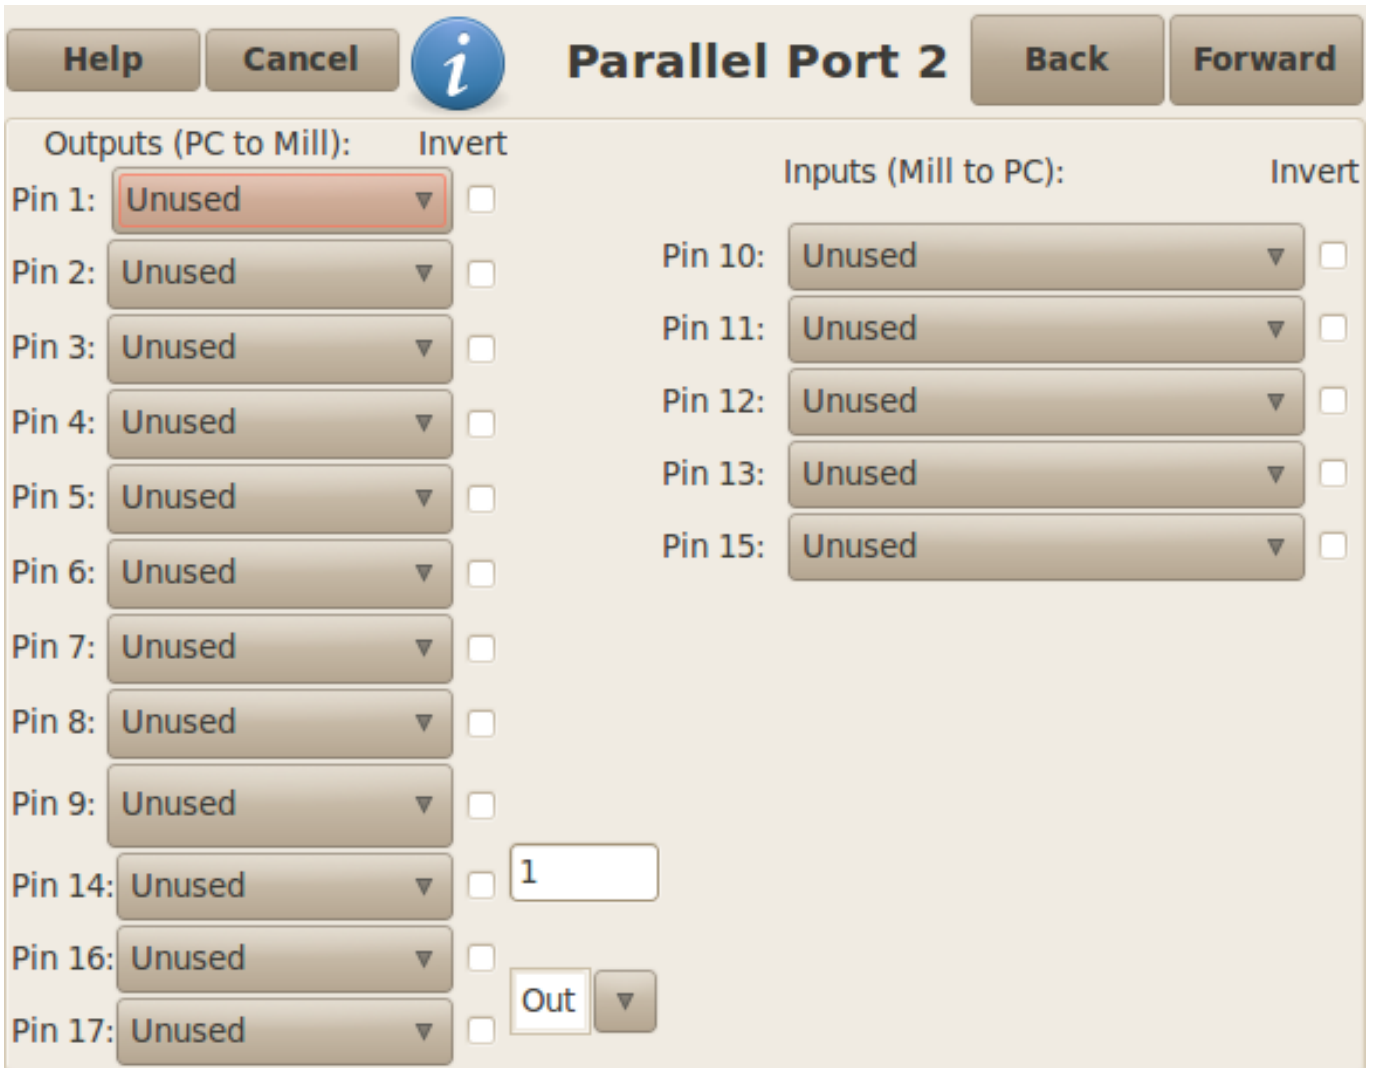 Help Cancel i Parallel Port 2 Back Forward
Outputs (PC to Mill): Invert
Inputs (Mill to PC): Invert
Pin 1: Unused
Pin 2: Unused
Pin 3: Unused
Pin 4: Unused
Pin 5: Unused
Pin 6: Unused
Pin 7: Unused
Pin 8: Unused
Pin 9: Unused
Pin 14: Unused
1
Pin 16: Unused
Out
Pin 17: Unused
Pin 10: Unused
Pin 11: Unused
Pin 12: Unused
Pin 13: Unused
Pin 15: Unused